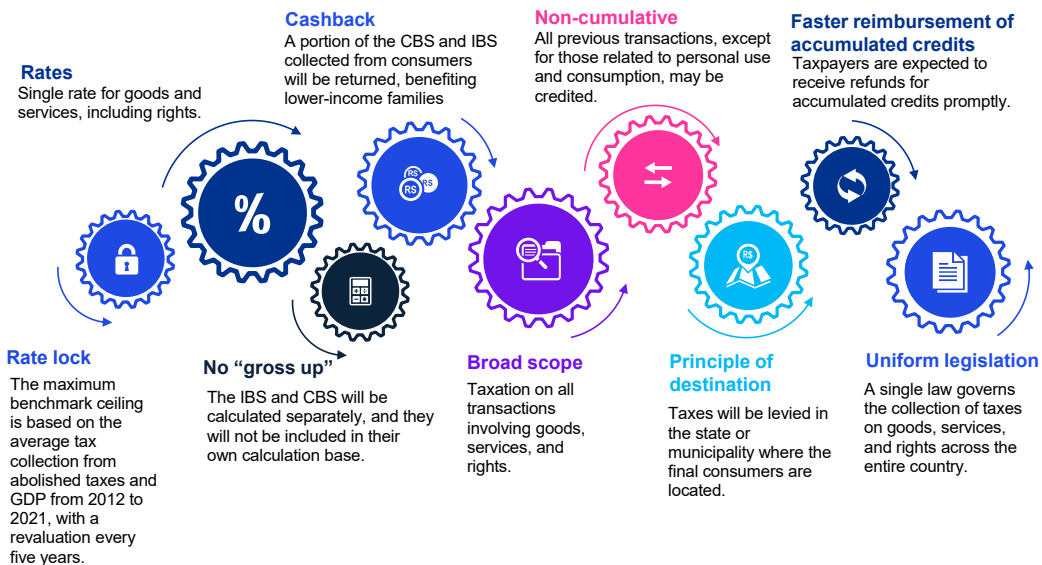 Rates
Single rate for goods and
services, including rights.
Cashback
A portion of the CBS and IBS
collected from consumers
will be returned, benefiting
lower-income families
Non-cumulative
All previous transactions, except
for those related to personal use
and consumption, may be
credited.
Faster reimbursement of
accumulated credits
Taxpayers are expected to
receive refunds for
accumulated credits promptly.
%
R$
R$
R$
R$
Rate lock
The maximum
benchmark ceiling
is based on the
average tax
collection from
abolished taxes and
GDP from 2012 to
2021, with a
revaluation every
five years.
No “gross up”
The IBS and CBS will be
calculated separately, and they
will not be included in their
own calculation base.
Broad scope
Taxation on all
transactions
involving goods,
services, and
rights.
Principle of
destination
Taxes will be levied in
the state or
municipality where the
final consumers are
located.
Uniform legislation
A single law governs
the collection of taxes
on goods, services,
and rights across the
entire country.